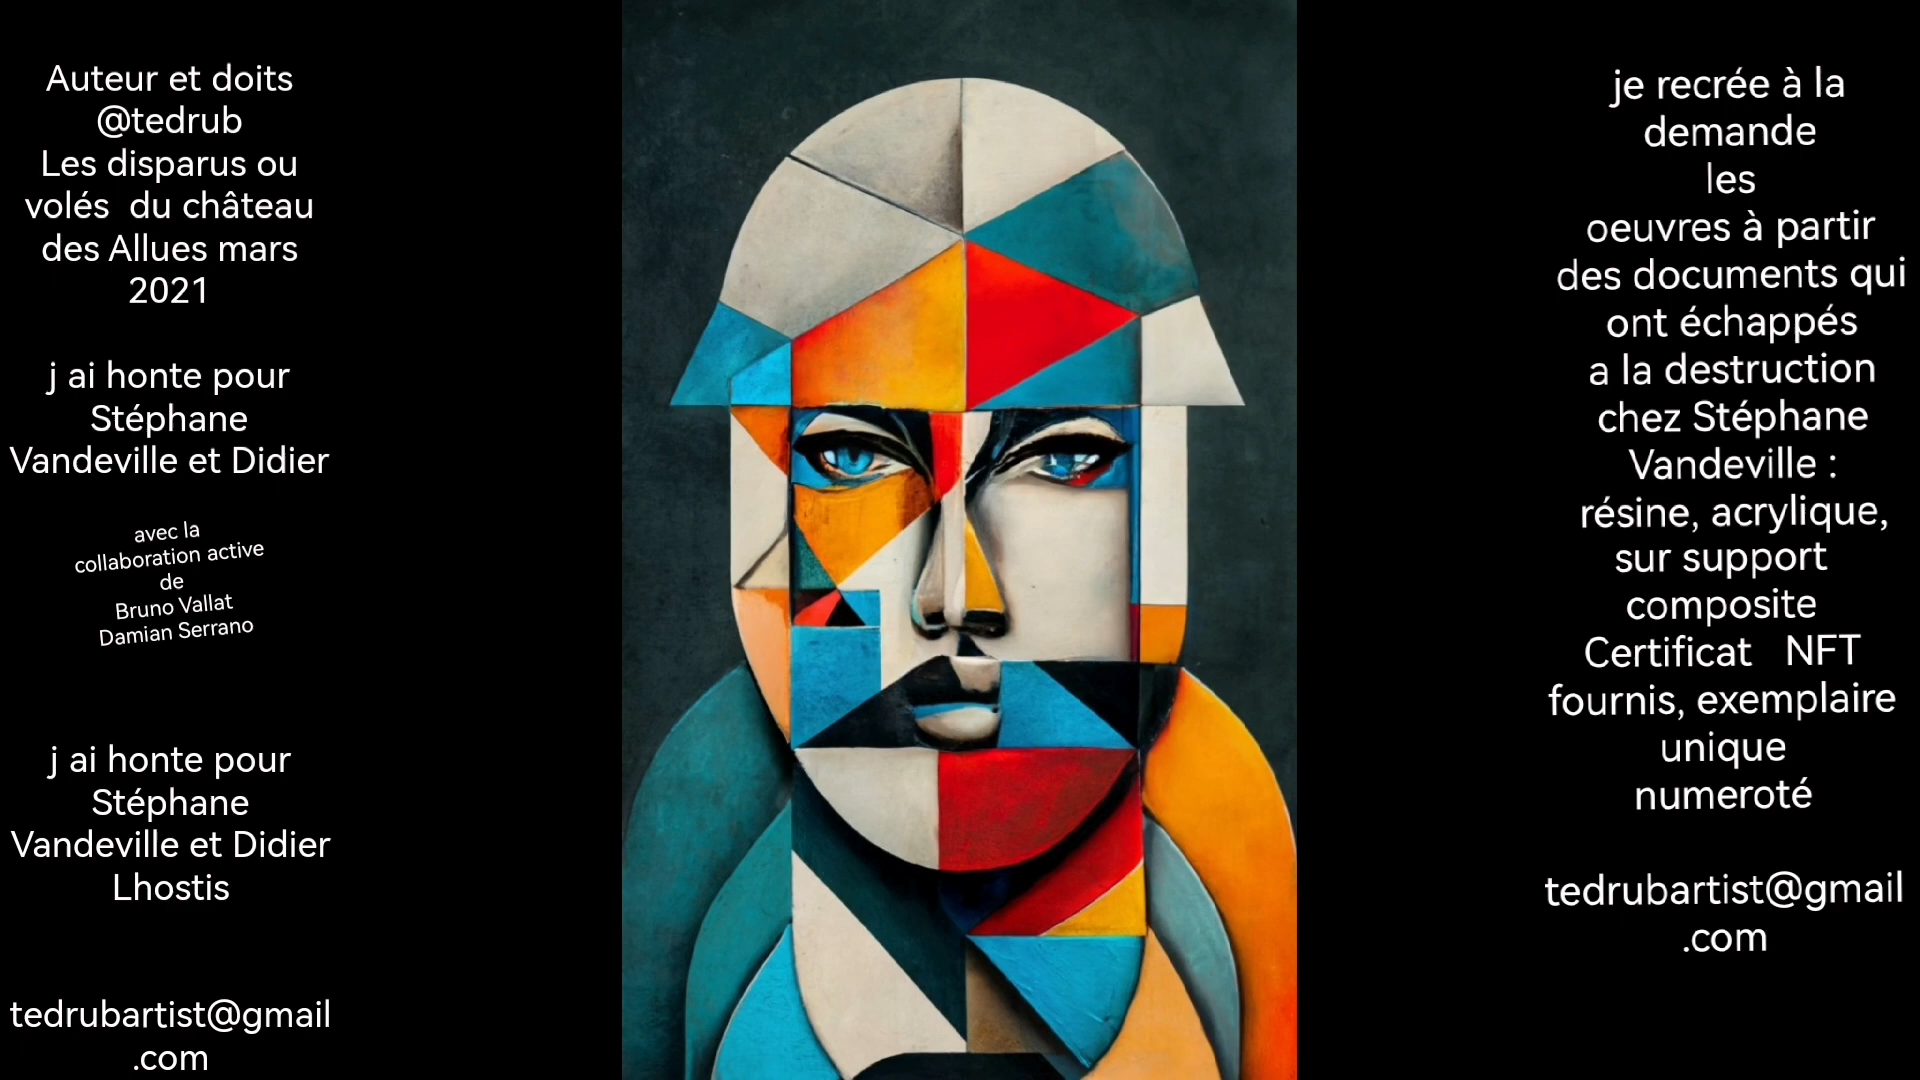 Auteur et doits
@tedrub
Les disparus ou
volés  du château
des Allues mars
2021
j ai honte pour
Stéphane
Vandeville et Didier
avec la
collaboration active
de
Bruno Vallat
Damian Serrano
j ai honte pour
Stéphane
Vandeville et Didier
Lhostis
tedrubartist@gmail
.com
je recrée à la
demande
les
oeuvres à partir
des documents qui
ont échappés
a la destruction
chez Stéphane
Vandeville :
résine, acrylique,
sur support
composite
Certificat   NFT
fournis, exemplaire
unique
numeroté
tedrubartist@gmail
.com